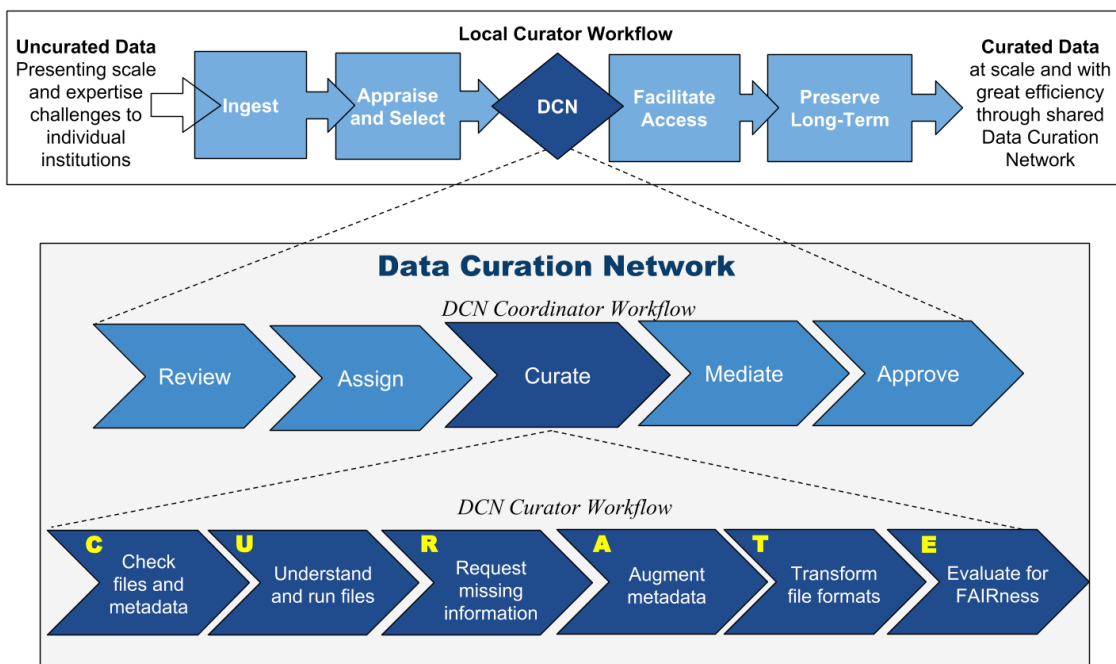 Local Curator Workflow
Uncurated Data
Presenting scale
and expertise
challenges to
individual
institutions
Ingest
Appraise
and Select
DCN
Facilitate
Access
Preserve
Long-Term
Curated Data
at scale and with
great efficiency
through shared
Data Curation
Network
Data Curation Network
DCN Coordinator Workflow
Review
Assign
Curate
Mediate
Approve
DCN Curator Workflow
C
Check
files and
metadata
U
Understand
and run files
R
Request
missing
information
A
Augment
metadata
T
Transform
file formats
E
Evaluate for
FAIRness